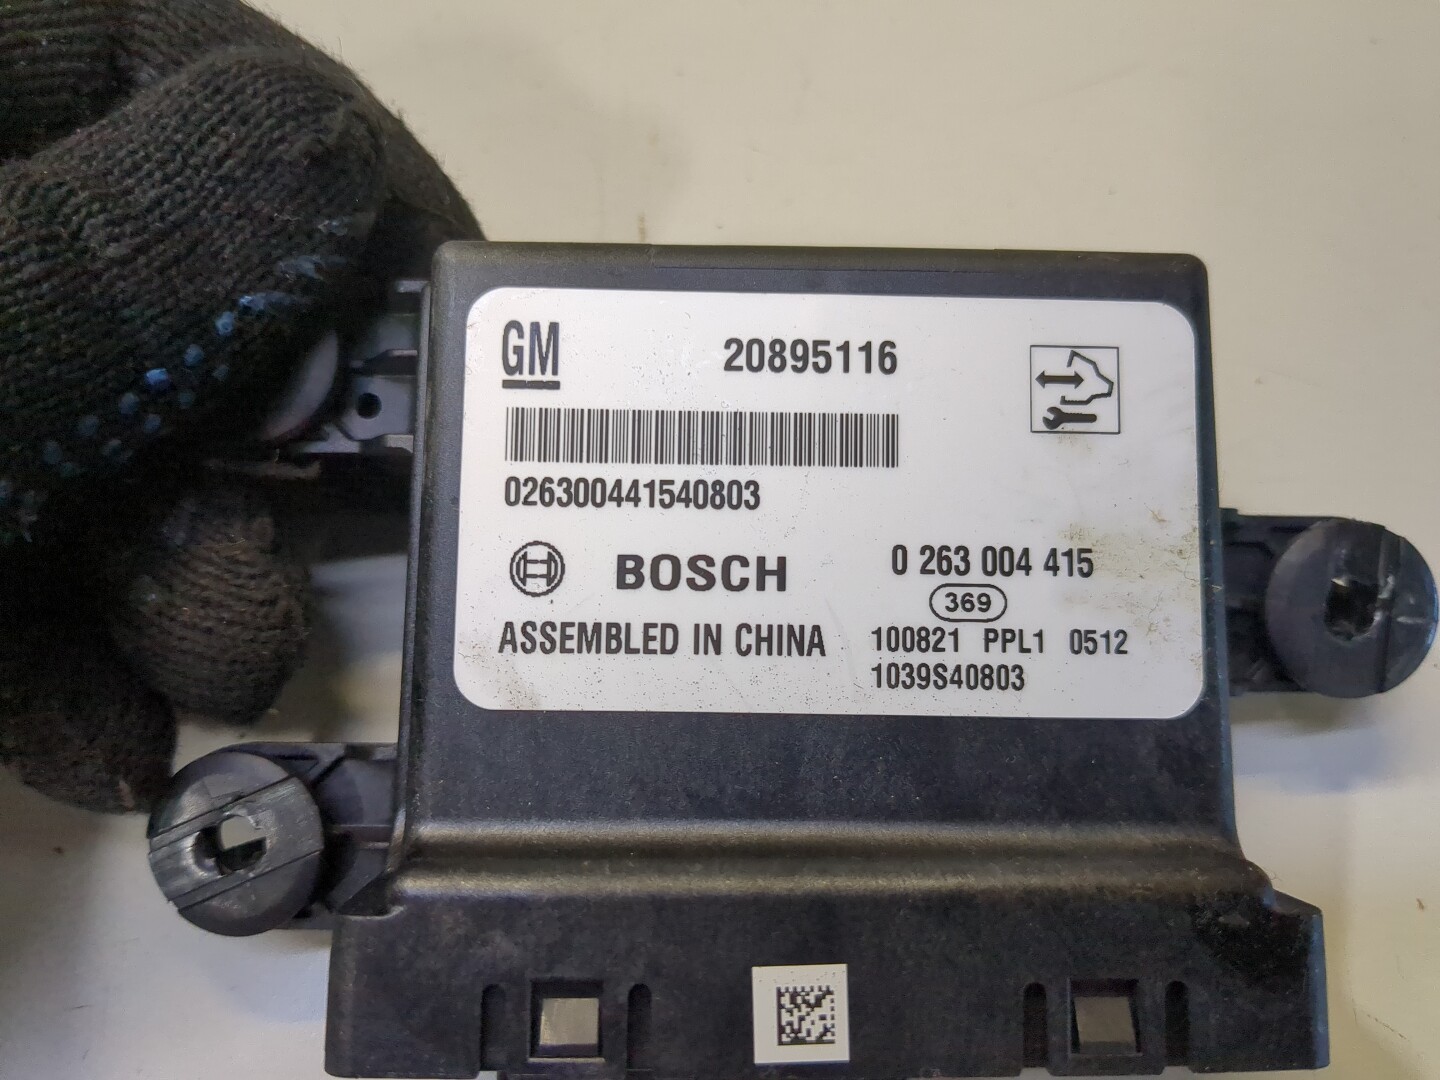 GM 20895116
026300441540803
BOSCH 0 263 004 415
369
ASSEMBLED IN CHINA 100821 PPL1 0512
1039S40803